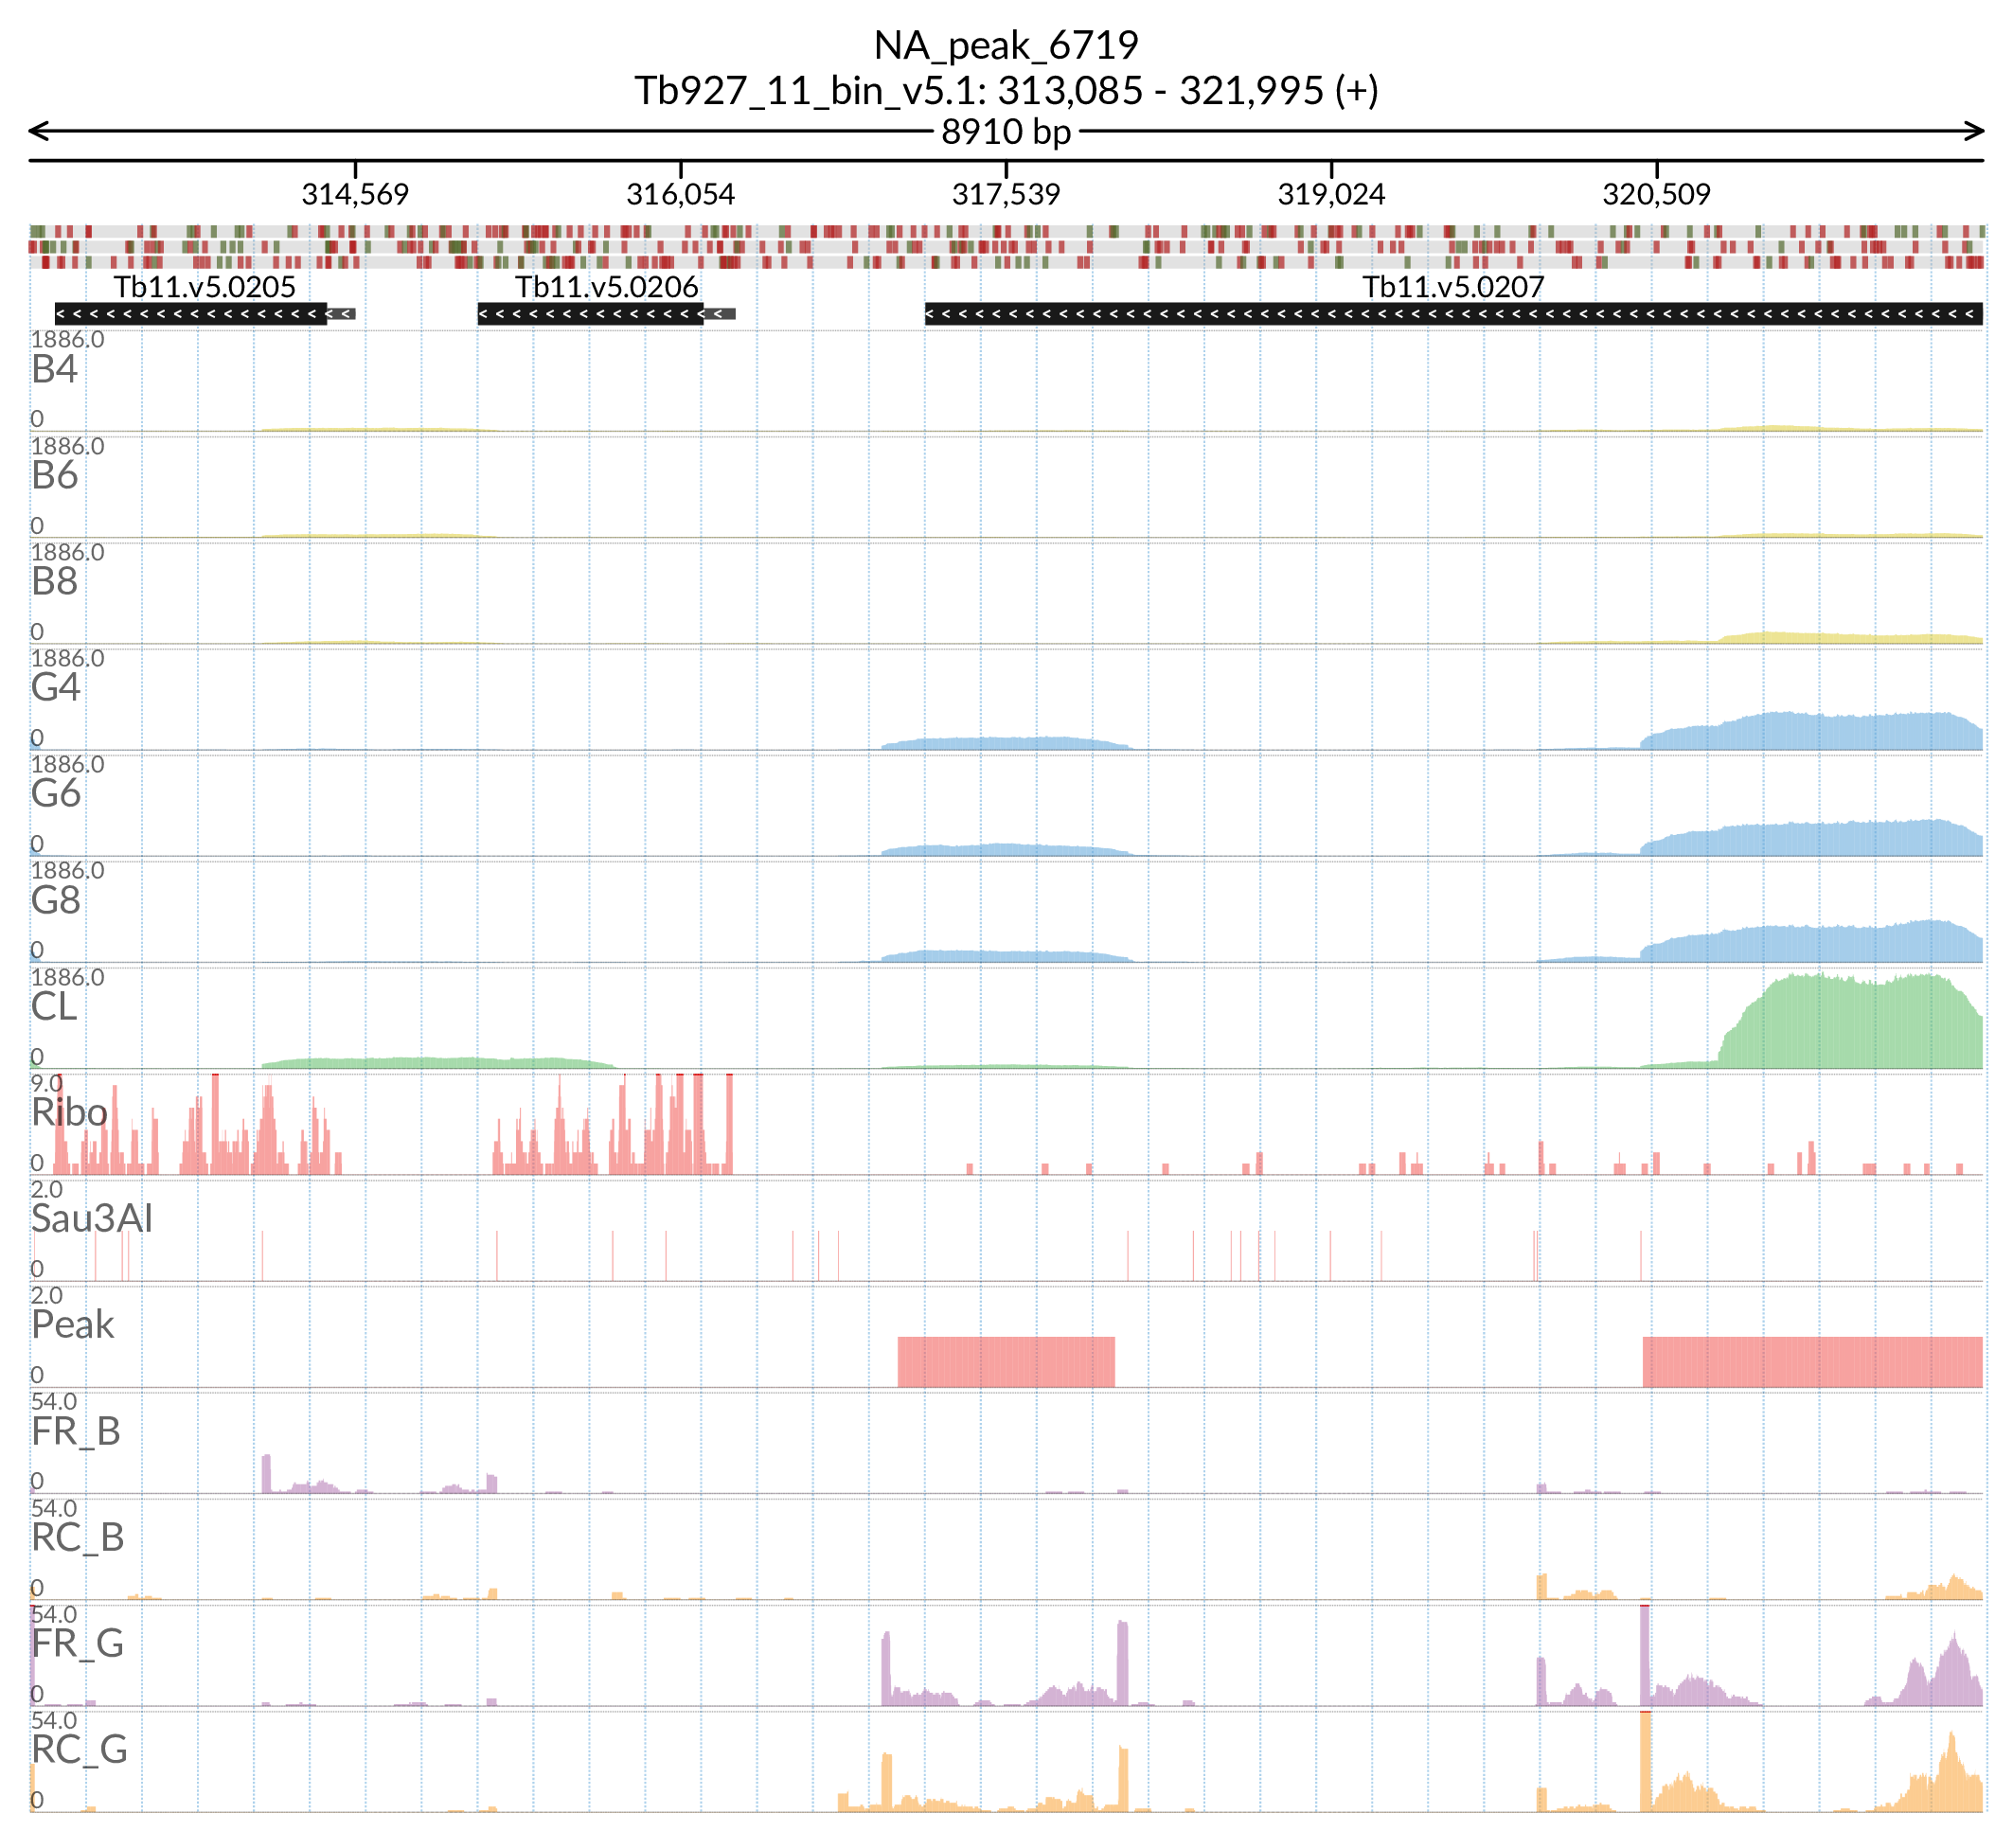 NA_peak_6719
Tb927_11_bin_v5.1: 313,085 - 321,995 (+)
8910 bp
314,569 316,054 317,539 319,024 320,509
Tb11.v5.0205 Tb11.v5.0206 Tb11.v5.0207
1886.0
B4
0
1886.0
B6
0
1886.0
B8
0
1886.0
G4
0
1886.0
G6
0
1886.0
G8
0
1886.0
CL
0
9.0
Ribo
0
2.0
Sau3AI
0
2.0
Peak
0
54.0
FR_B
0
54.0
RC_B
0
54.0
FR_G
0
54.0
RC_G
0